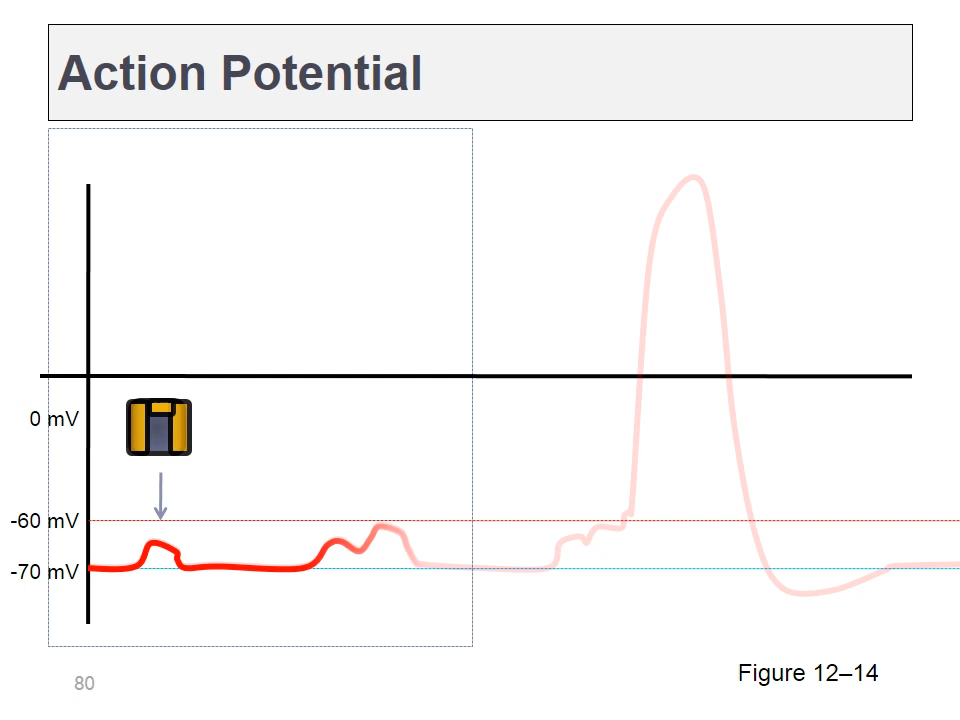 Action Potential
0 mV
-60 mV
-70 mV
Figure 12–14
80